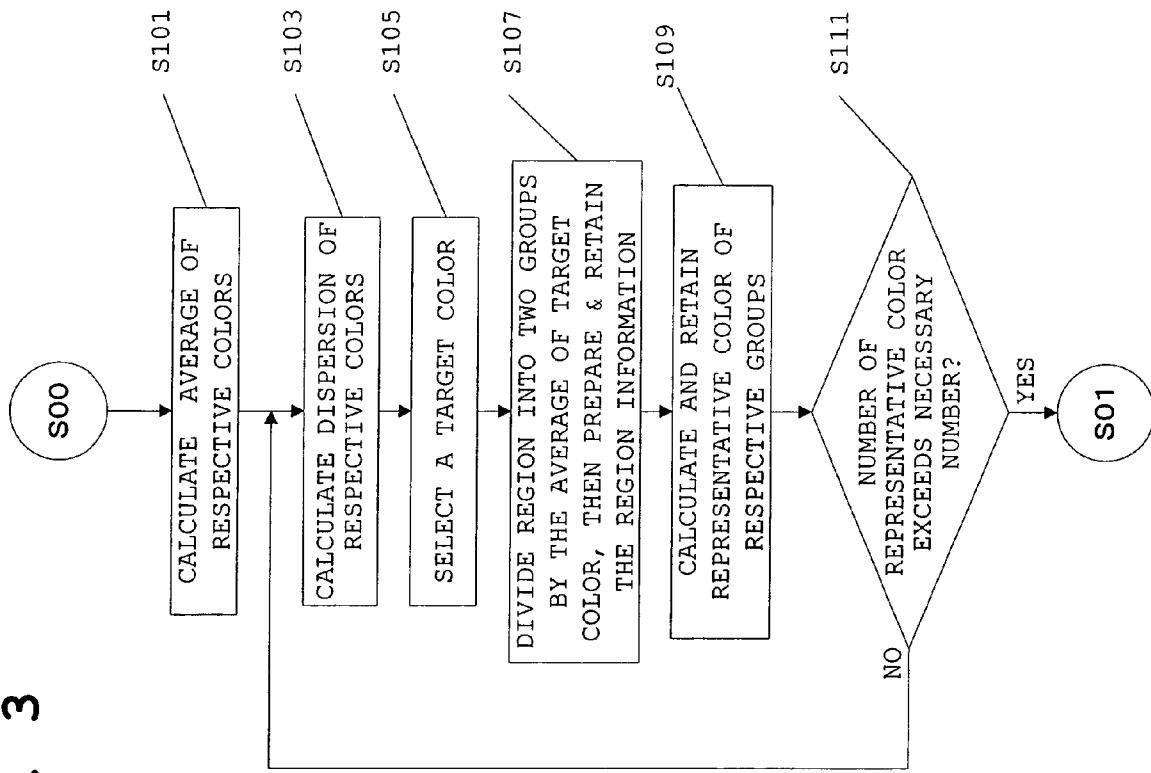 . 3
S00
CALCULATE AVERAGE OF
RESPECTIVE COLORS
S101
CALCULATE DISPERSION OF
RESPECTIVE COLORS
S103
SELECT A TARGET COLOR
S105
DIVIDE REGION INTO TWO GROUPS
BY THE AVERAGE OF TARGET
COLOR, THEN PREPARE & RETAIN
THE REGION INFORMATION
S107
CALCULATE AND RETAIN
REPRESENTATIVE COLOR OF
RESPECTIVE GROUPS
S109
NUMBER OF
REPRESENTATIVE COLOR
EXCEEDS NECESSARY
NUMBER?
S111
NO
YES
S01